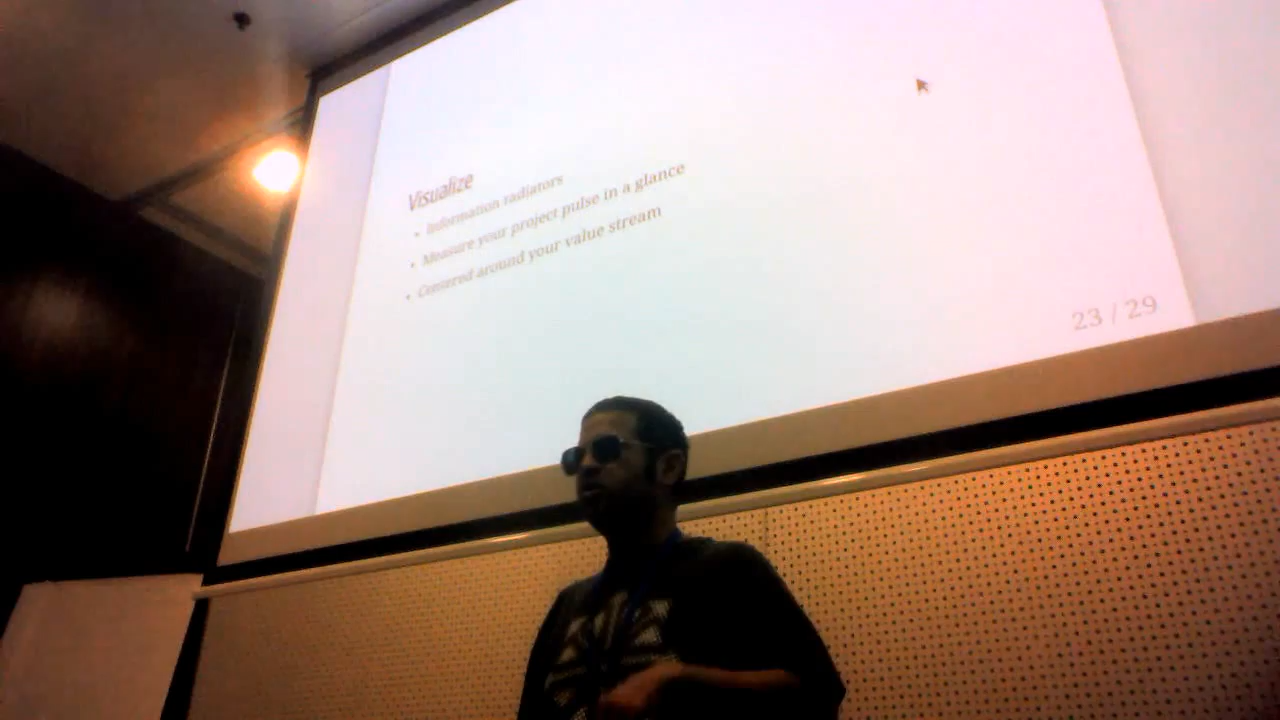 Visualize
• Information radiators
• Measure your project pulse in a glance
• Centered around your value stream
23 / 29